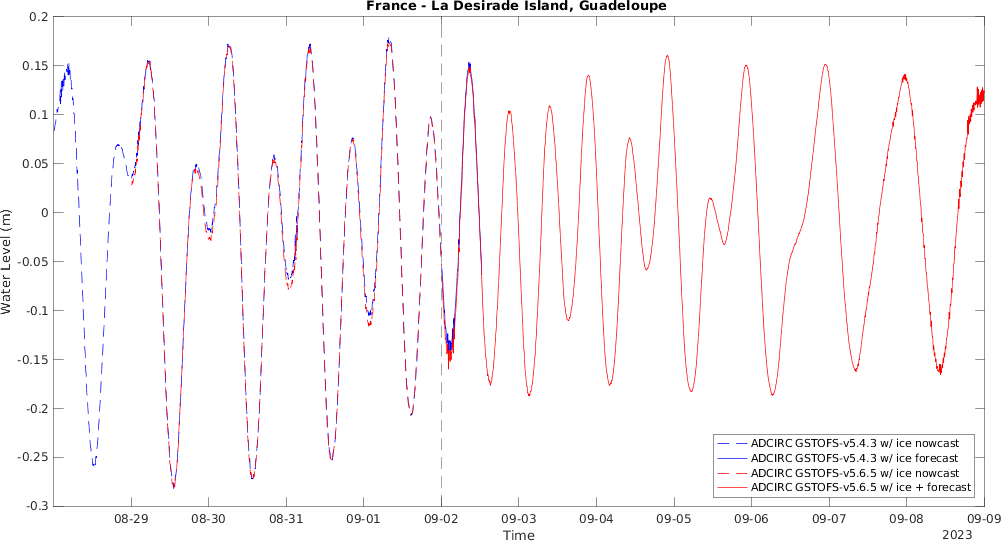 France - La Desirade Island, Guadeloupe
0.2
0.15
0.1
0.05
0
-0.05
-0.1
-0.15
-0.2
-0.25
-0.3
Water Level (m)
ADCIRC GSTOFS-v5.4.3 w/ ice nowcast
ADCIRC GSTOFS-v5.4.3 w/ ice forecast
ADCIRC GSTOFS-v5.6.5 w/ ice nowcast
ADCIRC GSTOFS-v5.6.5 w/ ice + forecast
08-29 08-30 08-31 09-01 09-02 09-03 09-04 09-05 09-06 09-07 09-08 09-09
Time
2023